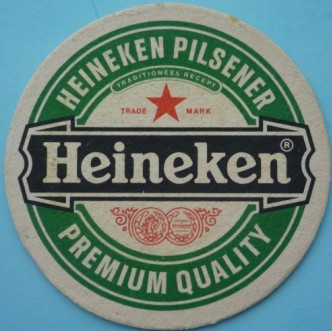 HEINEKEN PILSENER
TRADITIONEEL RECEPT
TRADE MARK
Heineken®
PREMIUM QUALITY